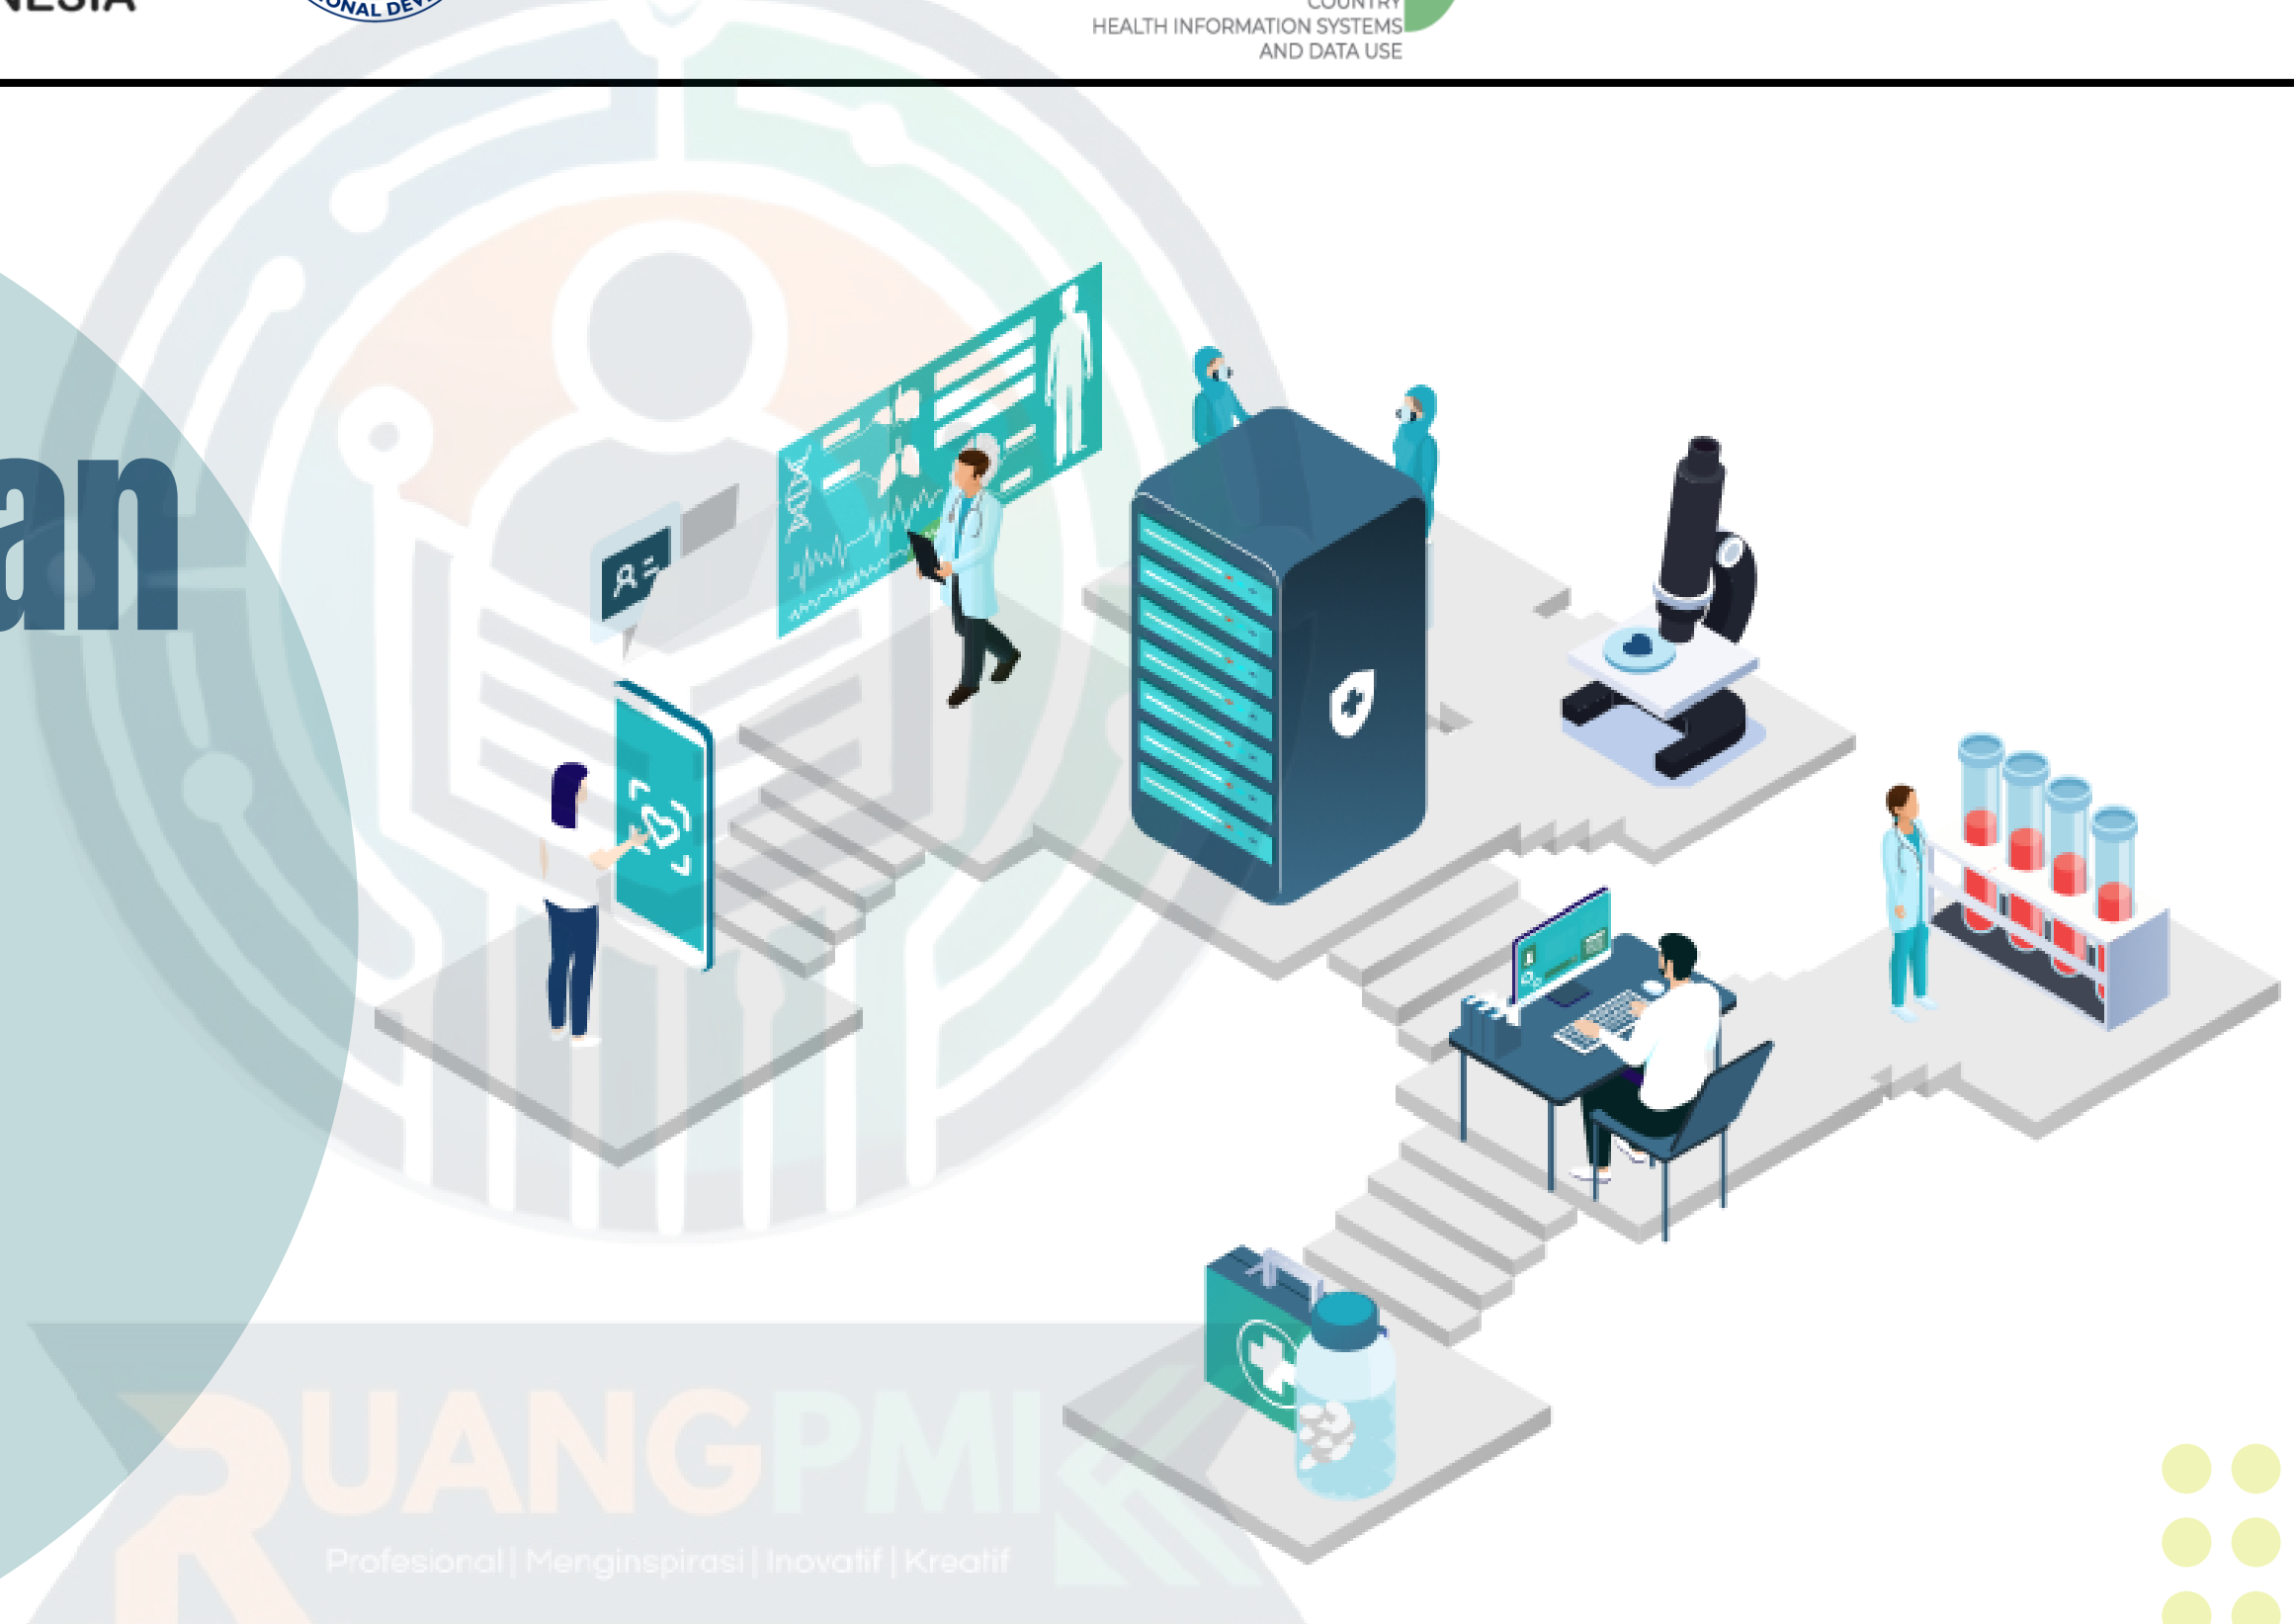 NESIA
ONAL DEV
COUNTRY
HEALTH INFORMATION SYSTEMS
AND DATA USE
an
RUANGPMI
Profesional | Menginspirasi | Inovatif | Kreatif